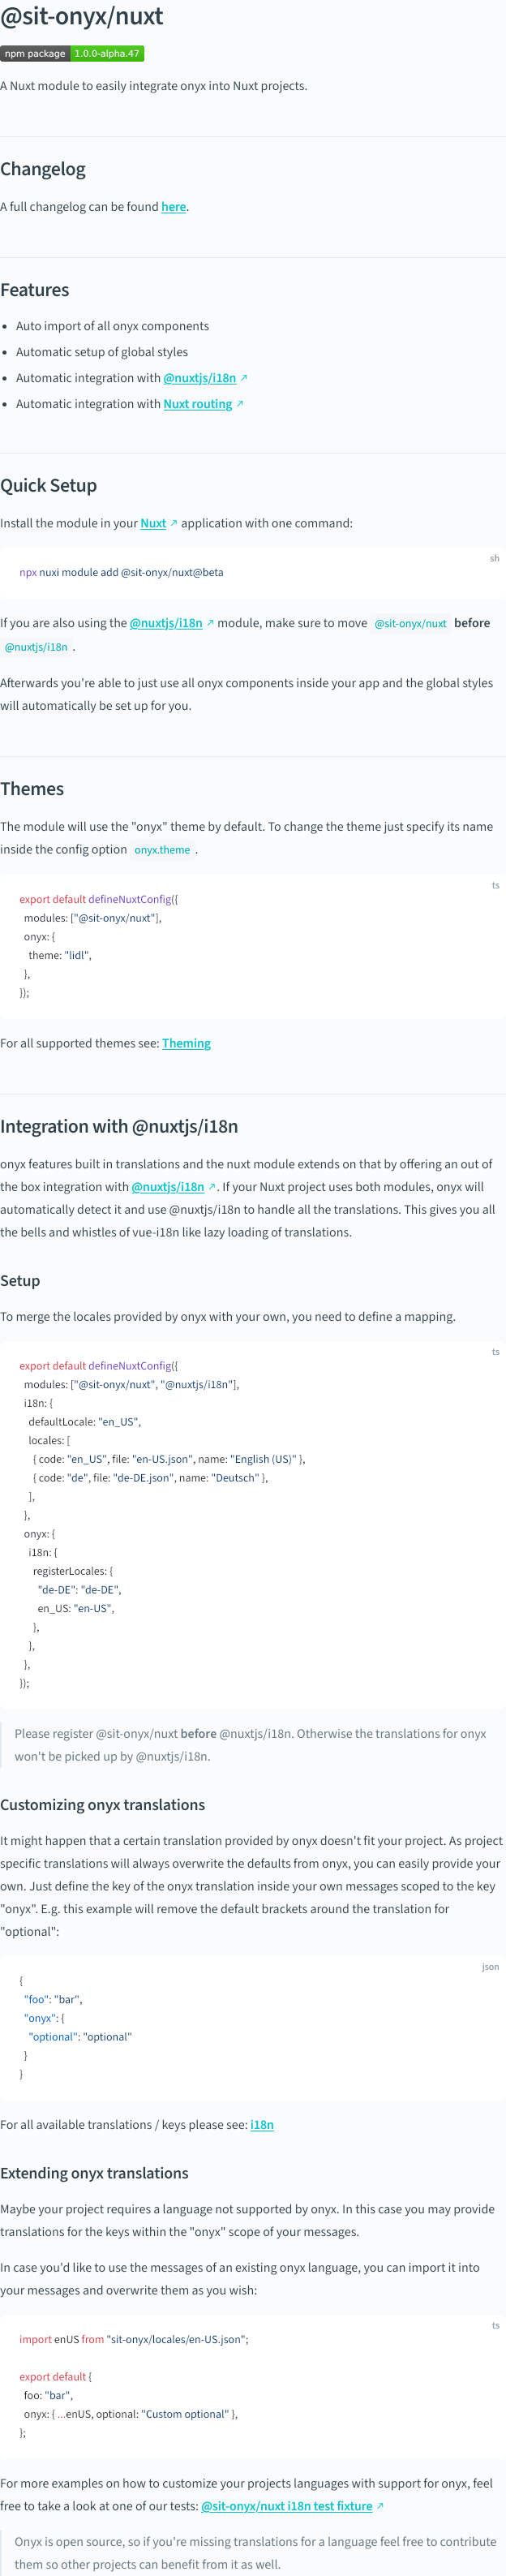 @sit-onyx/nuxt
npm package 1.0.0-alpha.47
A Nuxt module to easily integrate onyx into Nuxt projects.
Changelog
A full changelog can be found here.
Features
• Auto import of all onyx components
• Automatic setup of global styles
• Automatic integration with @nuxtjs/i18n ↗
• Automatic integration with Nuxt routing ↗
Quick Setup
Install the module in your Nuxt ↗ application with one command:
sh
npx nuxi module add @sit-onyx/nuxt@beta
If you are also using the @nuxtjs/i18n ↗ module, make sure to move @sit-onyx/nuxt before
@nuxtjs/i18n .
Afterwards you're able to just use all onyx components inside your app and the global styles
will automatically be set up for you.
Themes
The module will use the "onyx" theme by default. To change the theme just specify its name
inside the config option onyx.theme .
ts
export default defineNuxtConfig({
  modules: ["@sit-onyx/nuxt"],
  onyx: {
    theme: "lidl",
  },
});
For all supported themes see: Theming
Integration with @nuxtjs/i18n
onyx features built in translations and the nuxt module extends on that by offering an out of
the box integration with @nuxtjs/i18n ↗. If your Nuxt project uses both modules, onyx will
automatically detect it and use @nuxtjs/i18n to handle all the translations. This gives you all
the bells and whistles of vue-i18n like lazy loading of translations.
Setup
To merge the locales provided by onyx with your own, you need to define a mapping.
ts
export default defineNuxtConfig({
  modules: ["@sit-onyx/nuxt", "@nuxtjs/i18n"],
  i18n: {
    defaultLocale: "en_US",
    locales: [
      { code: "en_US", file: "en-US.json", name: "English (US)" },
      { code: "de", file: "de-DE.json", name: "Deutsch" },
    ],
  },
  onyx: {
    i18n: {
      registerLocales: {
        "de-DE": "de-DE",
        en_US: "en-US",
      },
    },
  },
});
Please register @sit-onyx/nuxt before @nuxtjs/i18n. Otherwise the translations for onyx
won't be picked up by @nuxtjs/i18n.
Customizing onyx translations
It might happen that a certain translation provided by onyx doesn't fit your project. As project
specific translations will always overwrite the defaults from onyx, you can easily provide your
own. Just define the key of the onyx translation inside your own messages scoped to the key
"onyx". E.g. this example will remove the default brackets around the translation for
"optional":
json
{
  "foo": "bar",
  "onyx": {
    "optional": "optional"
  }
}
For all available translations / keys please see: i18n
Extending onyx translations
Maybe your project requires a language not supported by onyx. In this case you may provide
translations for the keys within the "onyx" scope of your messages.
In case you'd like to use the messages of an existing onyx language, you can import it into
your messages and overwrite them as you wish:
ts
import enUS from "sit-onyx/locales/en-US.json";
export default {
  foo: "bar",
  onyx: { ...enUS, optional: "Custom optional" },
};
For more examples on how to customize your projects languages with support for onyx, feel
free to take a look at one of our tests: @sit-onyx/nuxt i18n test fixture ↗
Onyx is open source, so if you're missing translations for a language feel free to contribute
them so other projects can benefit from it as well.